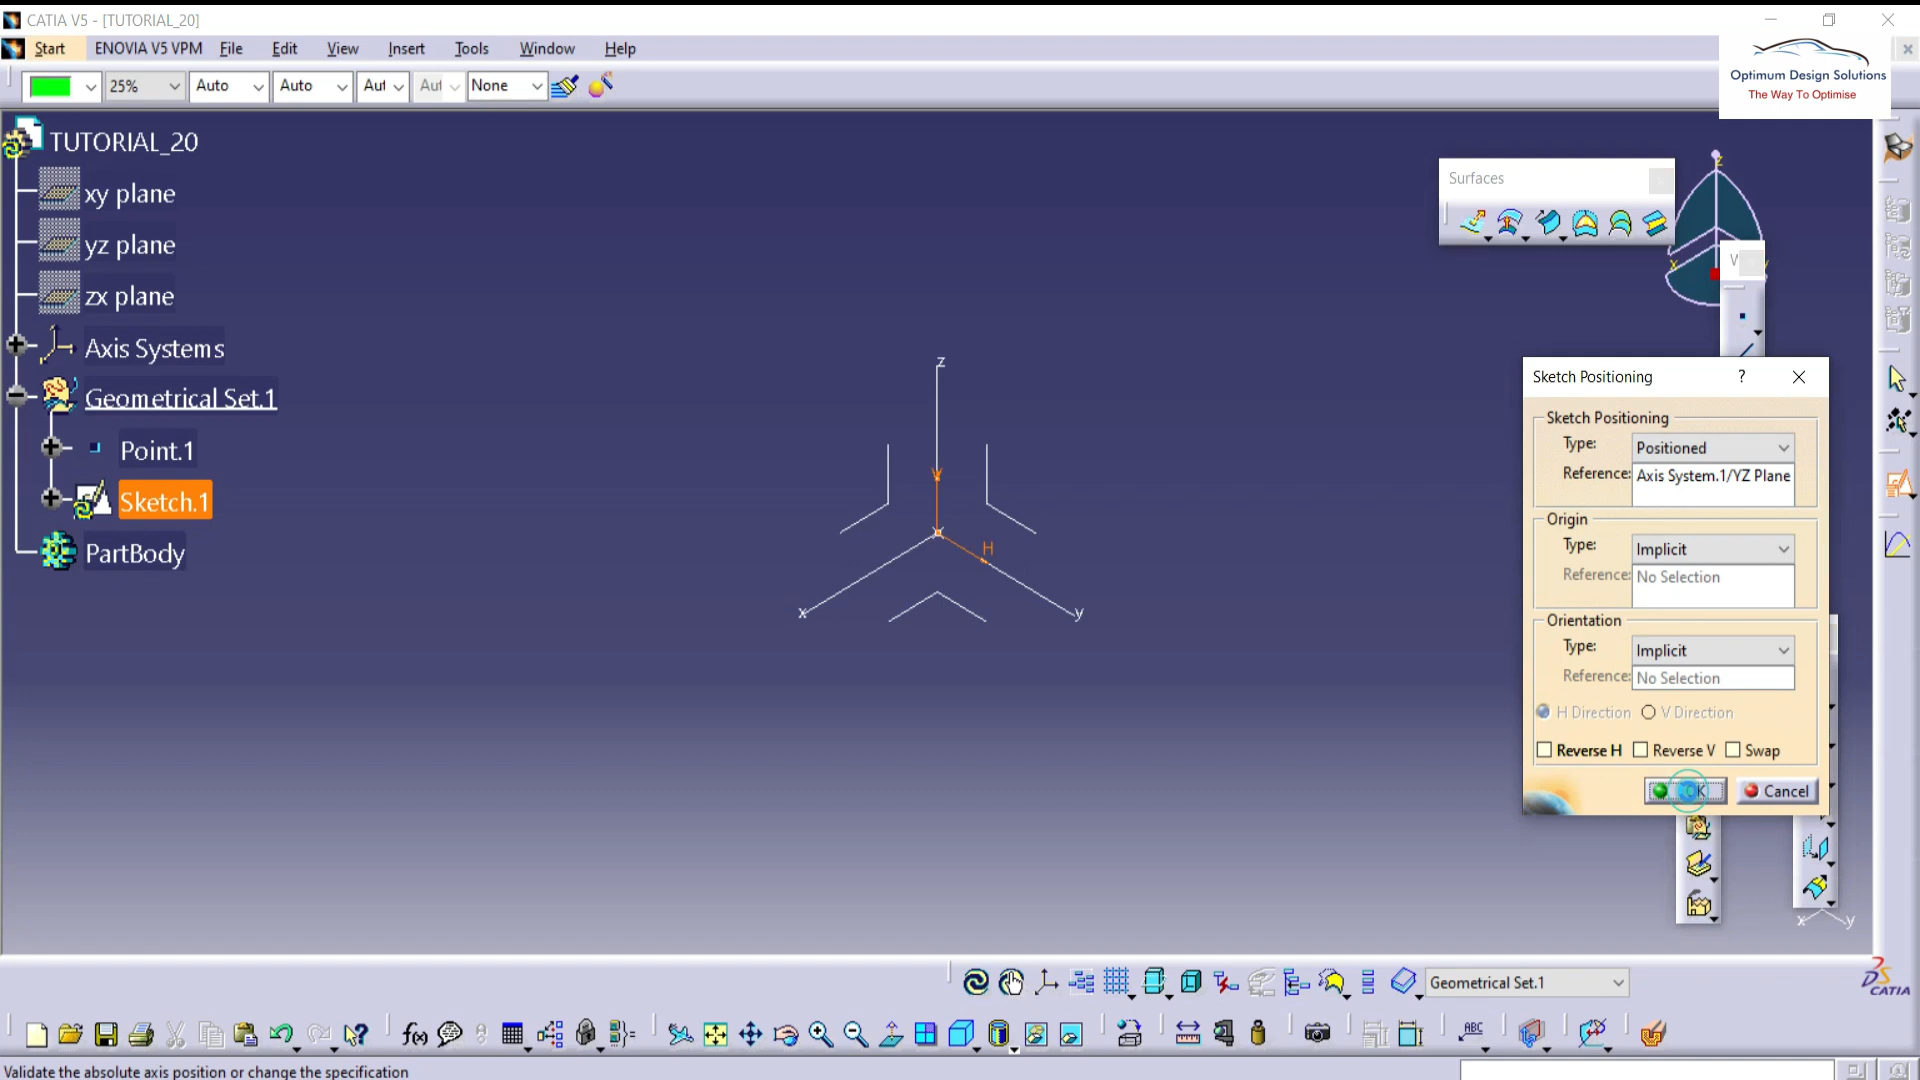 CATIA V5 - [TUTORIAL_20]
Start ENOVIA V5 VPM File Edit View Insert Tools Window Help
25% Auto Auto Aut Aut None
Optimum Design Solutions
The Way To Optimise
TUTORIAL_20
xy plane
yz plane
zx plane
Axis Systems
Geometrical Set.1
Point.1
Sketch.1
PartBody
Surfaces
z
x
z
V
H
x
y
Sketch Positioning ?
Sketch Positioning
Type: Positioned
Reference: Axis System.1/YZ Plane
Origin
Type: Implicit
Reference: No Selection
Orientation
Type: Implicit
Reference: No Selection
H Direction V Direction
Reverse H Reverse V Swap
OK Cancel
x y
Geometrical Set.1
CATIA
f(x)
ABC
Validate the absolute axis position or change the specification